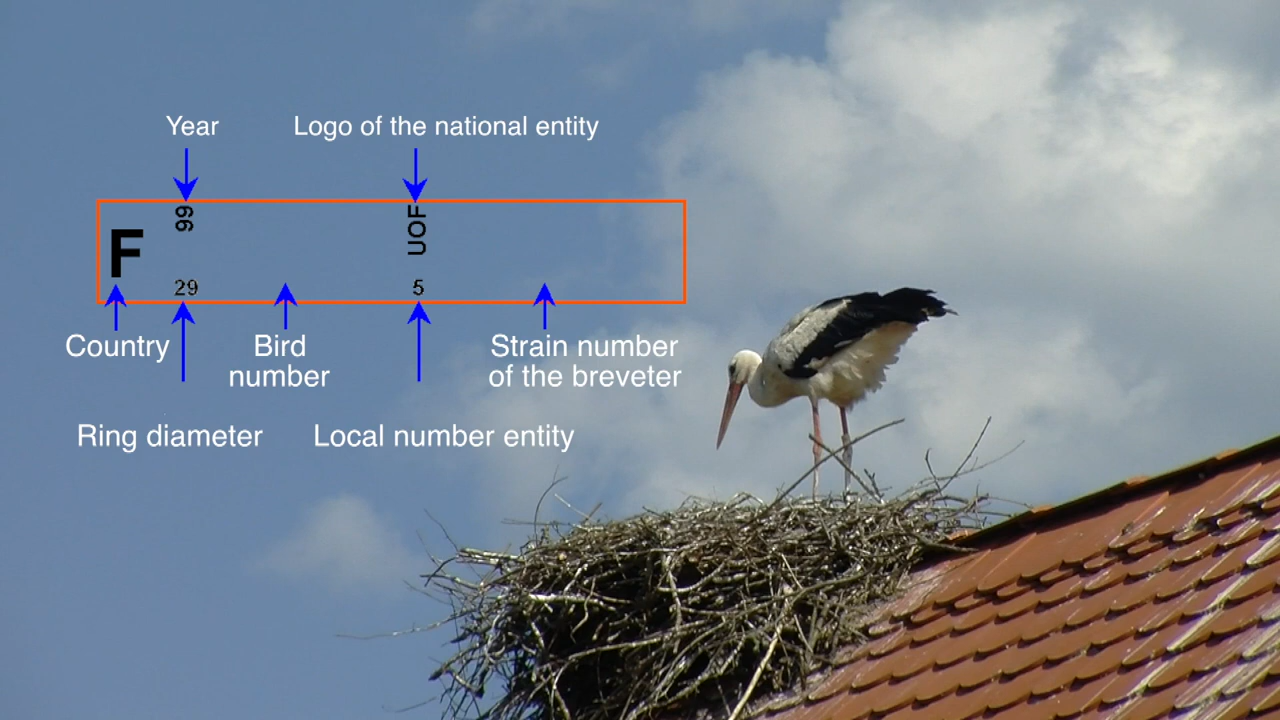 Year
Logo of the national entity
99
UOF
F
29
5
Country
Bird
number
Strain number
of the breveter
Ring diameter
Local number entity